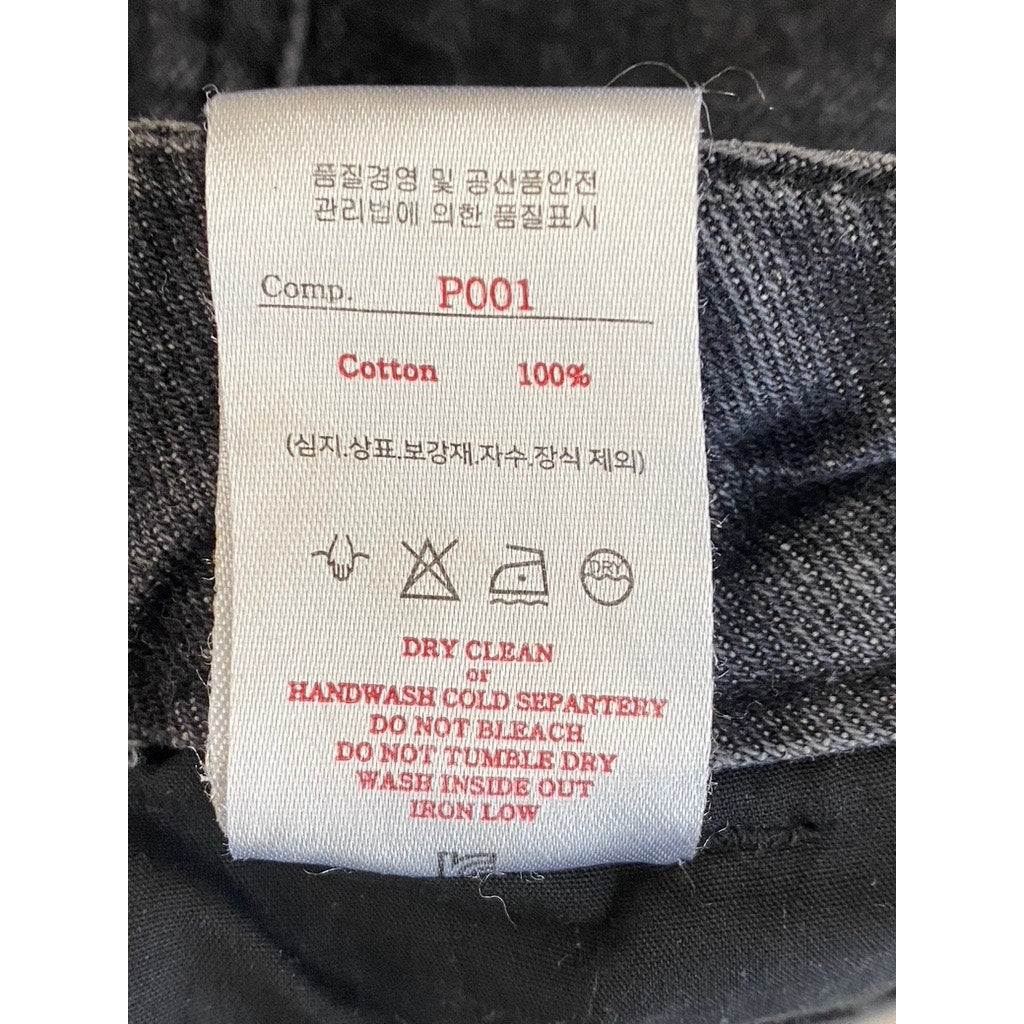 품질경영 및 공산품안전
관리법에 의한 품질표시
Comp. P001
Cotton 100%
(심지.상표.보강재.자수.장식 제외)
DRY
DRY CLEAN
or
HANDWASH COLD SEPARTERY
DO NOT BLEACH
DO NOT TUMBLE DRY
WASH INSIDE OUT
IRON LOW